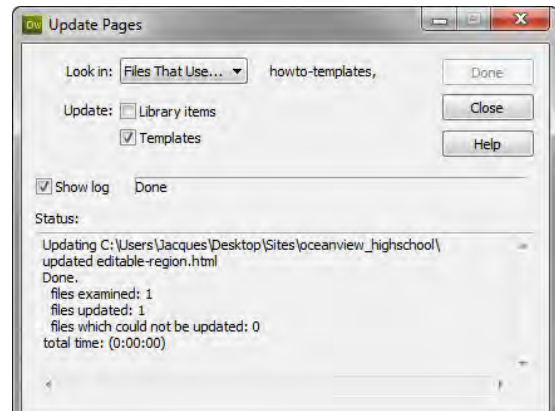 Dw Update Pages
Look in: Files That Use... howto-templates, Done
Update: Library items Close
Templates Help
Show log Done
Status:
Updating C:\Users\Jacques\Desktop\Sites\oceanview_highschool\
updated editable-region.html
Done.
files examined: 1
files updated: 1
files which could not be updated: 0
total time: (0:00:00)